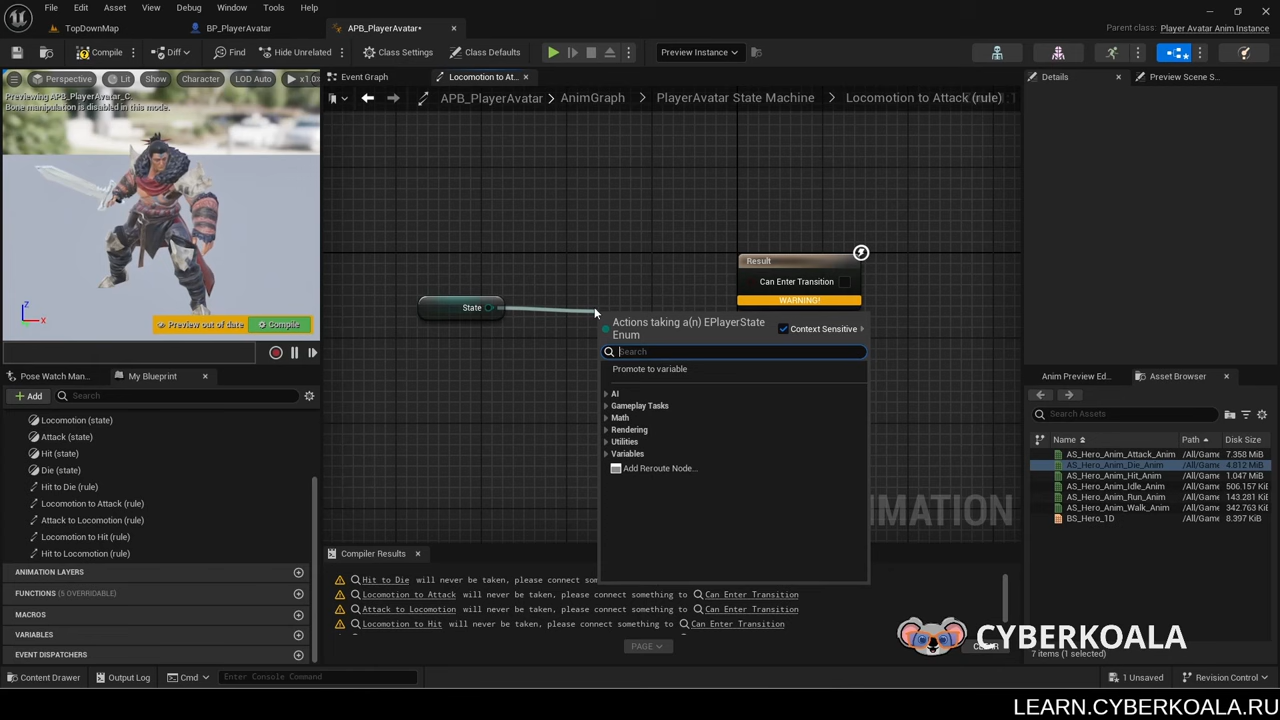 File Edit Asset View Debug Window Tools Help
TopDownMap BP_PlayerAvatar APB_PlayerAvatar•
Parent class: Player Avatar Anim Instance
Compile Diff Find Hide Unrelated Class Settings Class Defaults Preview Instance
Perspective Lit Show Character LOD Auto x1,0
Previewing APB_PlayerAvatar_C.
Bone manipulation is disabled in this mode.
Event Graph Locomotion to At...
APB_PlayerAvatar AnimGraph Locomotion to Attack (rule)
Details Preview Scene S...
Result
Can Enter Transition
WARNING!
State
Actions taking a(n) EPlayerState
Enum
Context Sensitive
Search
Promote to variable
AI
Gameplay Tasks
Math
Rendering
Utilities
Variables
Add Reroute Node...
Z
X
Preview out of date Compile
Pose Watch Man... My Blueprint
Add Search
Locomotion (state)
Attack (state)
Hit (state)
Die (state)
Hit to Die (rule)
Locomotion to Attack (rule)
Attack to Locomotion (rule)
Locomotion to Hit (rule)
Hit to Locomotion (rule)
ANIMATION LAYERS
FUNCTIONS (5 OVERRIDABLE)
MACROS
VARIABLES
EVENT DISPATCHERS
Compiler Results
Hit to Die will never be taken, please connect som
Locomotion to Attack will never be taken, please connect something to Can Enter Transition
Attack to Locomotion will never be taken, please connect something to Can Enter Transition
Locomotion to Hit will never be taken, please connect something to Can Enter Transition
PAGE
CLEAR
Anim Preview Ed... Asset Browser
Search Assets
Name Path Disk Size
AS_Hero_Anim_Attack_Anim /All/Game 7.358 MiB
AS_Hero_Anim_Die_Anim /All/Game 4.812 MiB
AS_Hero_Anim_Hit_Anim /All/Game 1.047 MiB
AS_Hero_Anim_Idle_Anim /All/Game 506.157 KiB
AS_Hero_Anim_Run_Anim /All/Game 143.281 KiB
AS_Hero_Anim_Walk_Anim /All/Game 342.763 KiB
BS_Hero_1D /All/Game 8.397 KiB
7 items (1 selected)
CYBERKOALA
Content Drawer Output Log Cmd Enter Console Command 1 Unsaved Revision Control
LEARN.CYBERKOALA.RU